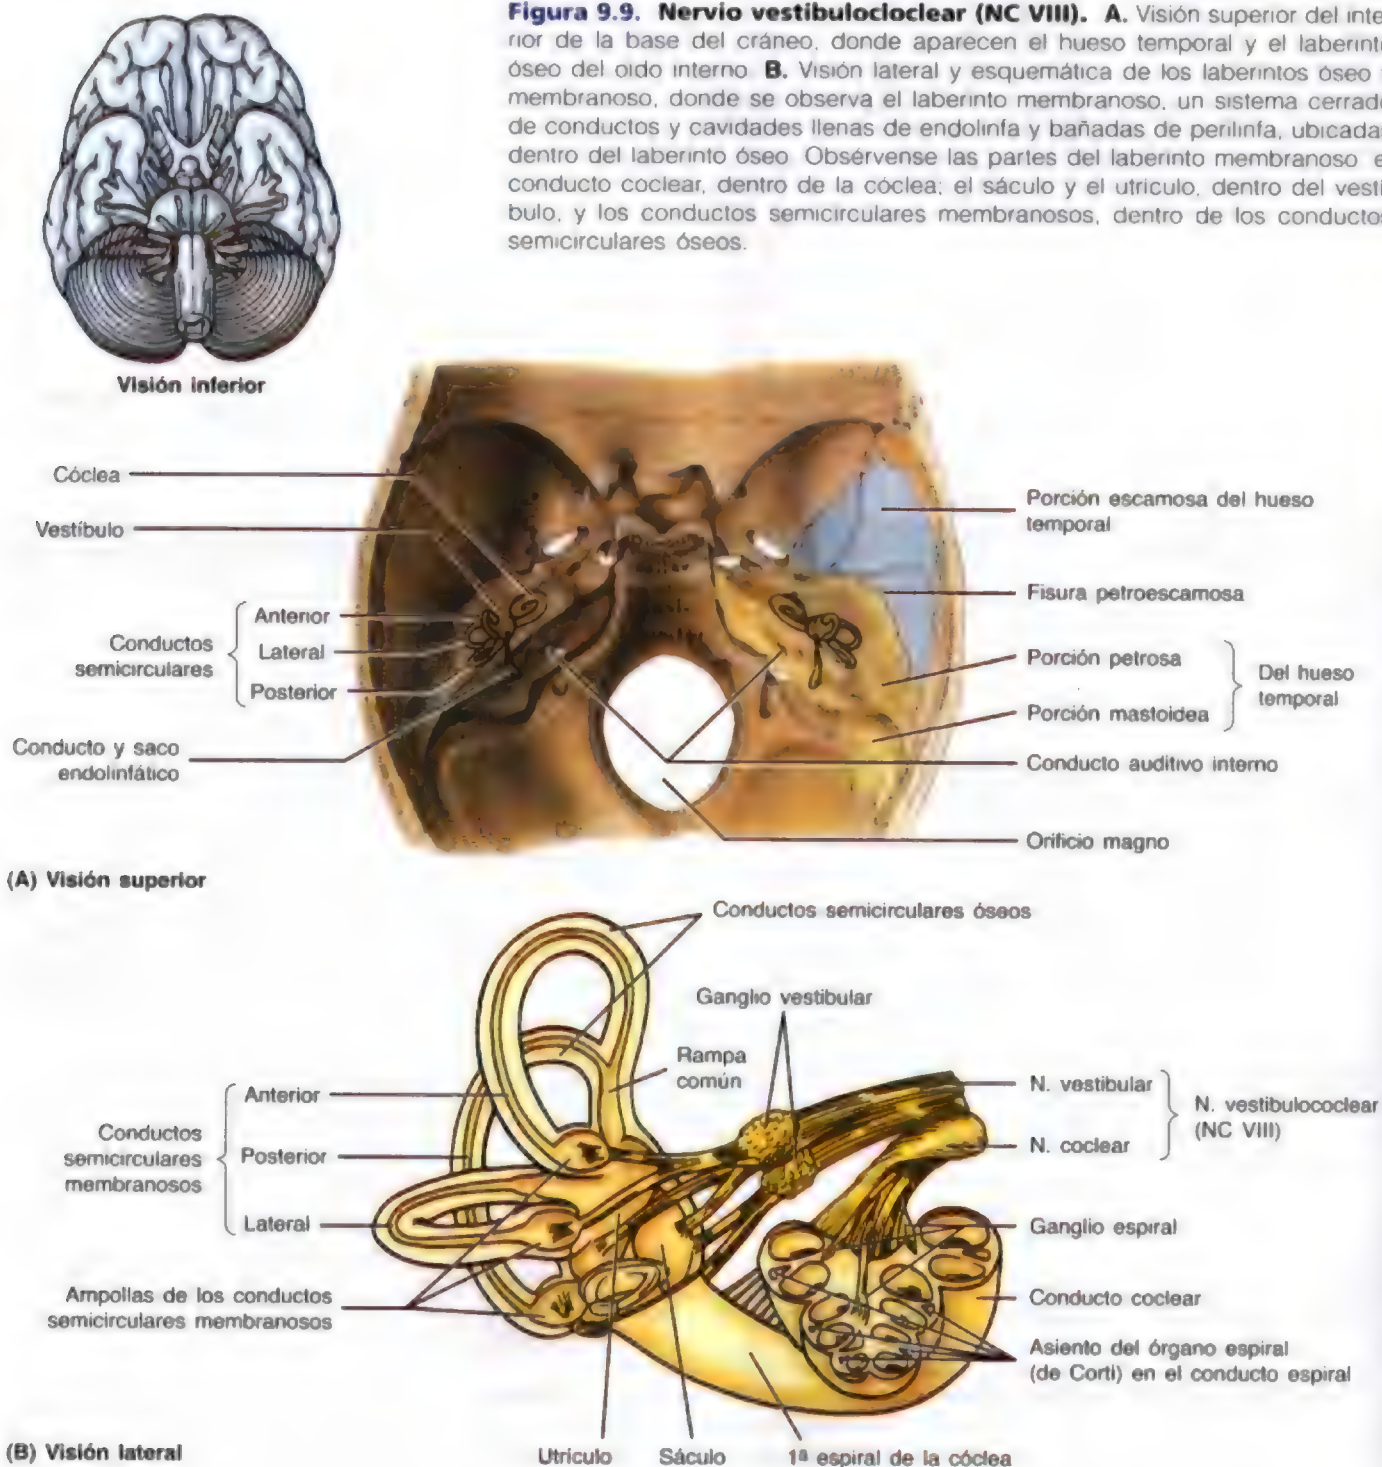 Figura 9.9. Nervio vestibulocloclear (NC VIII). A. Visión superior del inte-
rior de la base del cráneo, donde aparecen el hueso temporal y el laberint
óseo del oido interno B. Visión lateral y esquemática de los laberintos óseo
membranoso, donde se observa el laberinto membranoso, un sistema cerrad
de conductos y cavidades llenas de endolinfa y bañadas de perilinfa, ubicada
dentro del laberinto óseo Obsérvense las partes del laberinto membranoso e
conducto coclear, dentro de la cóclea; el sáculo y el utrículo, dentro del vestí
bulo, y los conductos semicirculares membranosos, dentro de los conducto
semicirculares óseos.
Visión inferior
Cóclea
Vestíbulo
Anterior
Conductos
semicirculares
Lateral
Posterior
Conducto y saco
endolinfático
Porción escamosa del hueso
temporal
Fisura petroescamosa
Porción petrosa
Del hueso
temporal
Porción mastoidea
Conducto auditivo interno
Orificio magno
(A) Visión superior
Conductos semicirculares óseos
Ganglio vestibular
Rampa
común
Anterior
Conductos
semicirculares
membranosos
Posterior
Lateral
Ampollas de los conductos
semicirculares membranosos
N. vestibular
N. vestibulococlear
(NC VIII)
N. coclear
Ganglio espiral
Conducto coclear
Asiento del órgano espiral
(de Corti) en el conducto espiral
(B) Visión lateral
Utrículo
Sáculo
1ª espiral de la cóclea